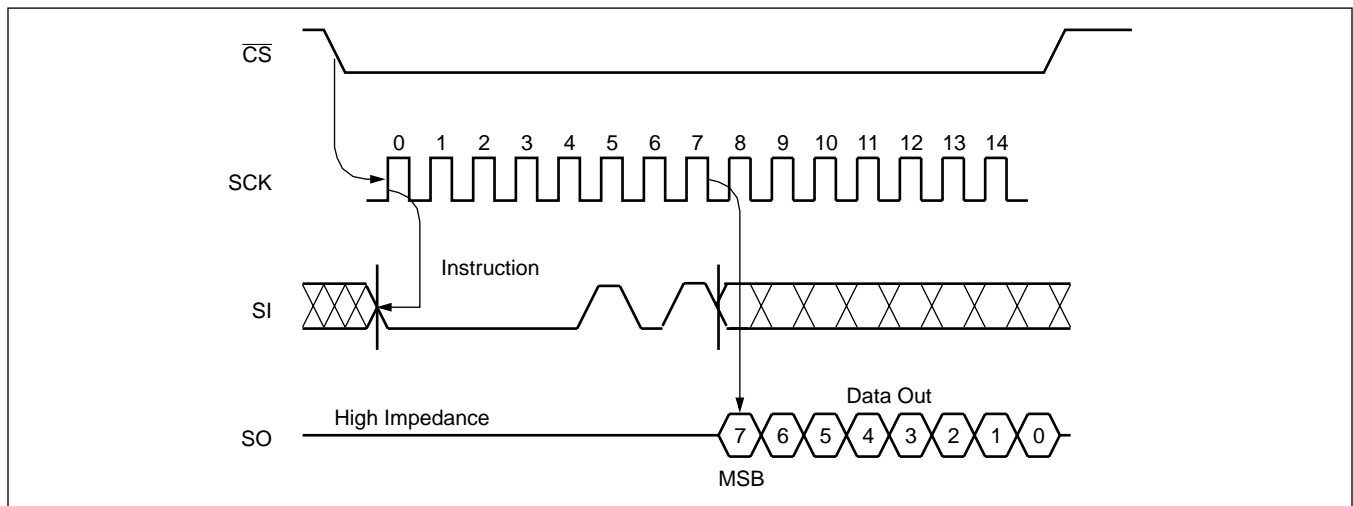 C̅S̅
0 1 2 3 4 5 6 7 8 9 10 11 12 13 14
SCK
Instruction
SI
Data Out
High Impedance
SO
7 6 5 4 3 2 1 0
MSB